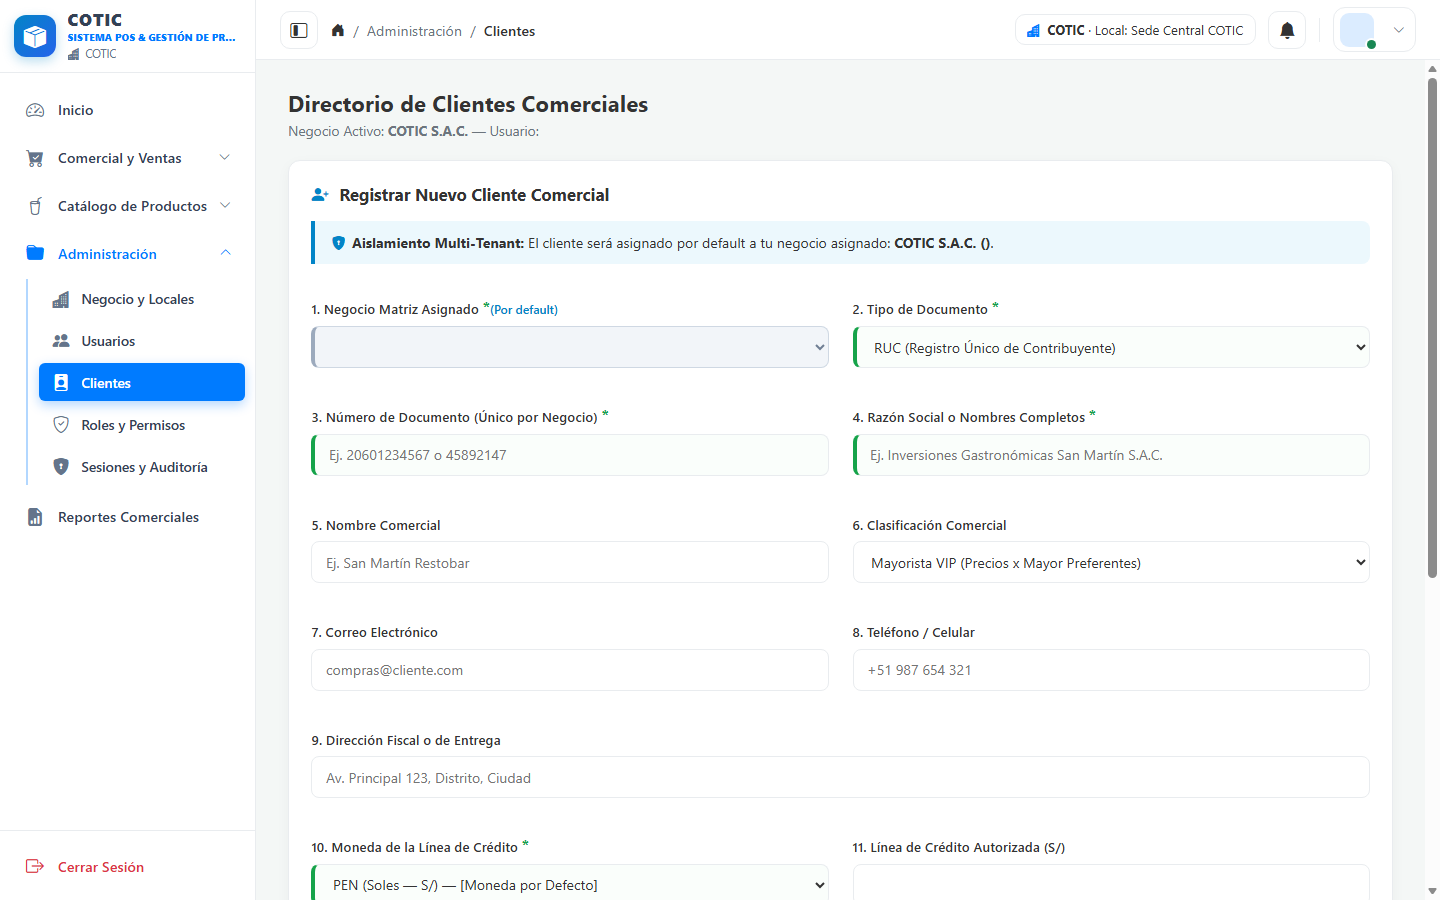 COTIC
SISTEMA POS & GESTIÓN DE PR...
COTIC
Inicio
Comercial y Ventas
Catálogo de Productos
Administración
Negocio y Locales
Usuarios
Clientes
Roles y Permisos
Sesiones y Auditoría
Reportes Comerciales
Cerrar Sesión
/ Administración / Clientes
COTIC · Local: Sede Central COTIC
Directorio de Clientes Comerciales
Negocio Activo: COTIC S.A.C. — Usuario:
Registrar Nuevo Cliente Comercial
Aislamiento Multi-Tenant: El cliente será asignado por default a tu negocio asignado: COTIC S.A.C. ().
1. Negocio Matriz Asignado *(Por default)
2. Tipo de Documento *
RUC (Registro Único de Contribuyente)
3. Número de Documento (Único por Negocio) *
Ej. 20601234567 o 45892147
4. Razón Social o Nombres Completos *
Ej. Inversiones Gastronómicas San Martín S.A.C.
5. Nombre Comercial
Ej. San Martín Restobar
6. Clasificación Comercial
Mayorista VIP (Precios x Mayor Preferentes)
7. Correo Electrónico
compras@cliente.com
8. Teléfono / Celular
+51 987 654 321
9. Dirección Fiscal o de Entrega
Av. Principal 123, Distrito, Ciudad
10. Moneda de la Línea de Crédito *
PEN (Soles — S/) — [Moneda por Defecto]
11. Línea de Crédito Autorizada (S/)